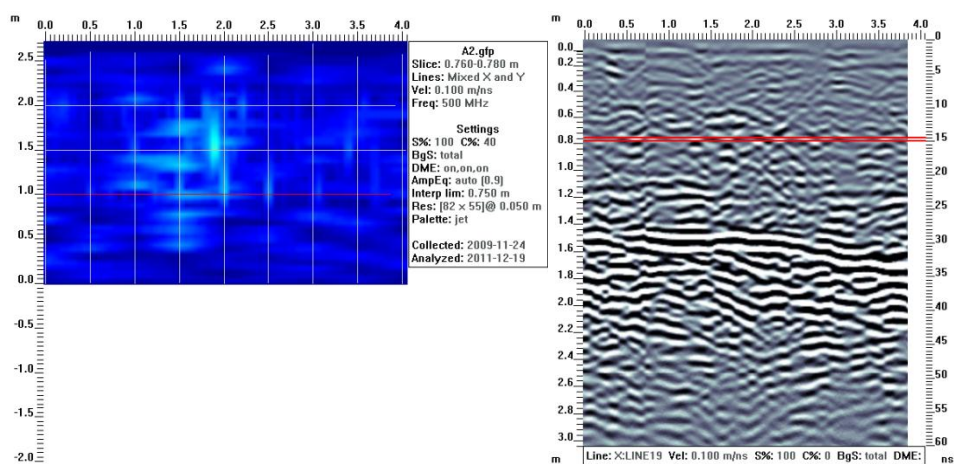 m
0.0 0.5 1.0 1.5 2.0 2.5 3.0 3.5 4.0
2.5
2.0
1.5
1.0
0.5
0.0
-0.5
-1.0
-1.5
-2.0
m
A2.gfp
Slice: 0.760-0.780 m
Lines: Mixed X and Y
Vel: 0.100 m/ns
Freq: 500 MHz
Settings
S%: 100 C%: 40
BgS: total
DME: on,on,on
AmpEq: auto [0.9]
Interp lim: 0.750 m
Res: [82 x 55]@ 0.050 m
Palette: jet
Collected: 2009-11-24
Analyzed: 2011-12-19
m
0.0 0.5 1.0 1.5 2.0 2.5 3.0 3.5 4.0
0.0
0.2
0.4
0.6
0.8
1.0
1.2
1.4
1.6
1.8
2.0
2.2
2.4
2.6
2.8
3.0
m
0
5
10
15
20
25
30
35
40
45
50
55
60
ns
Line: X:LINE19 Vel: 0.100 m/ns S%: 100 C%: 0 BgS: total DME: